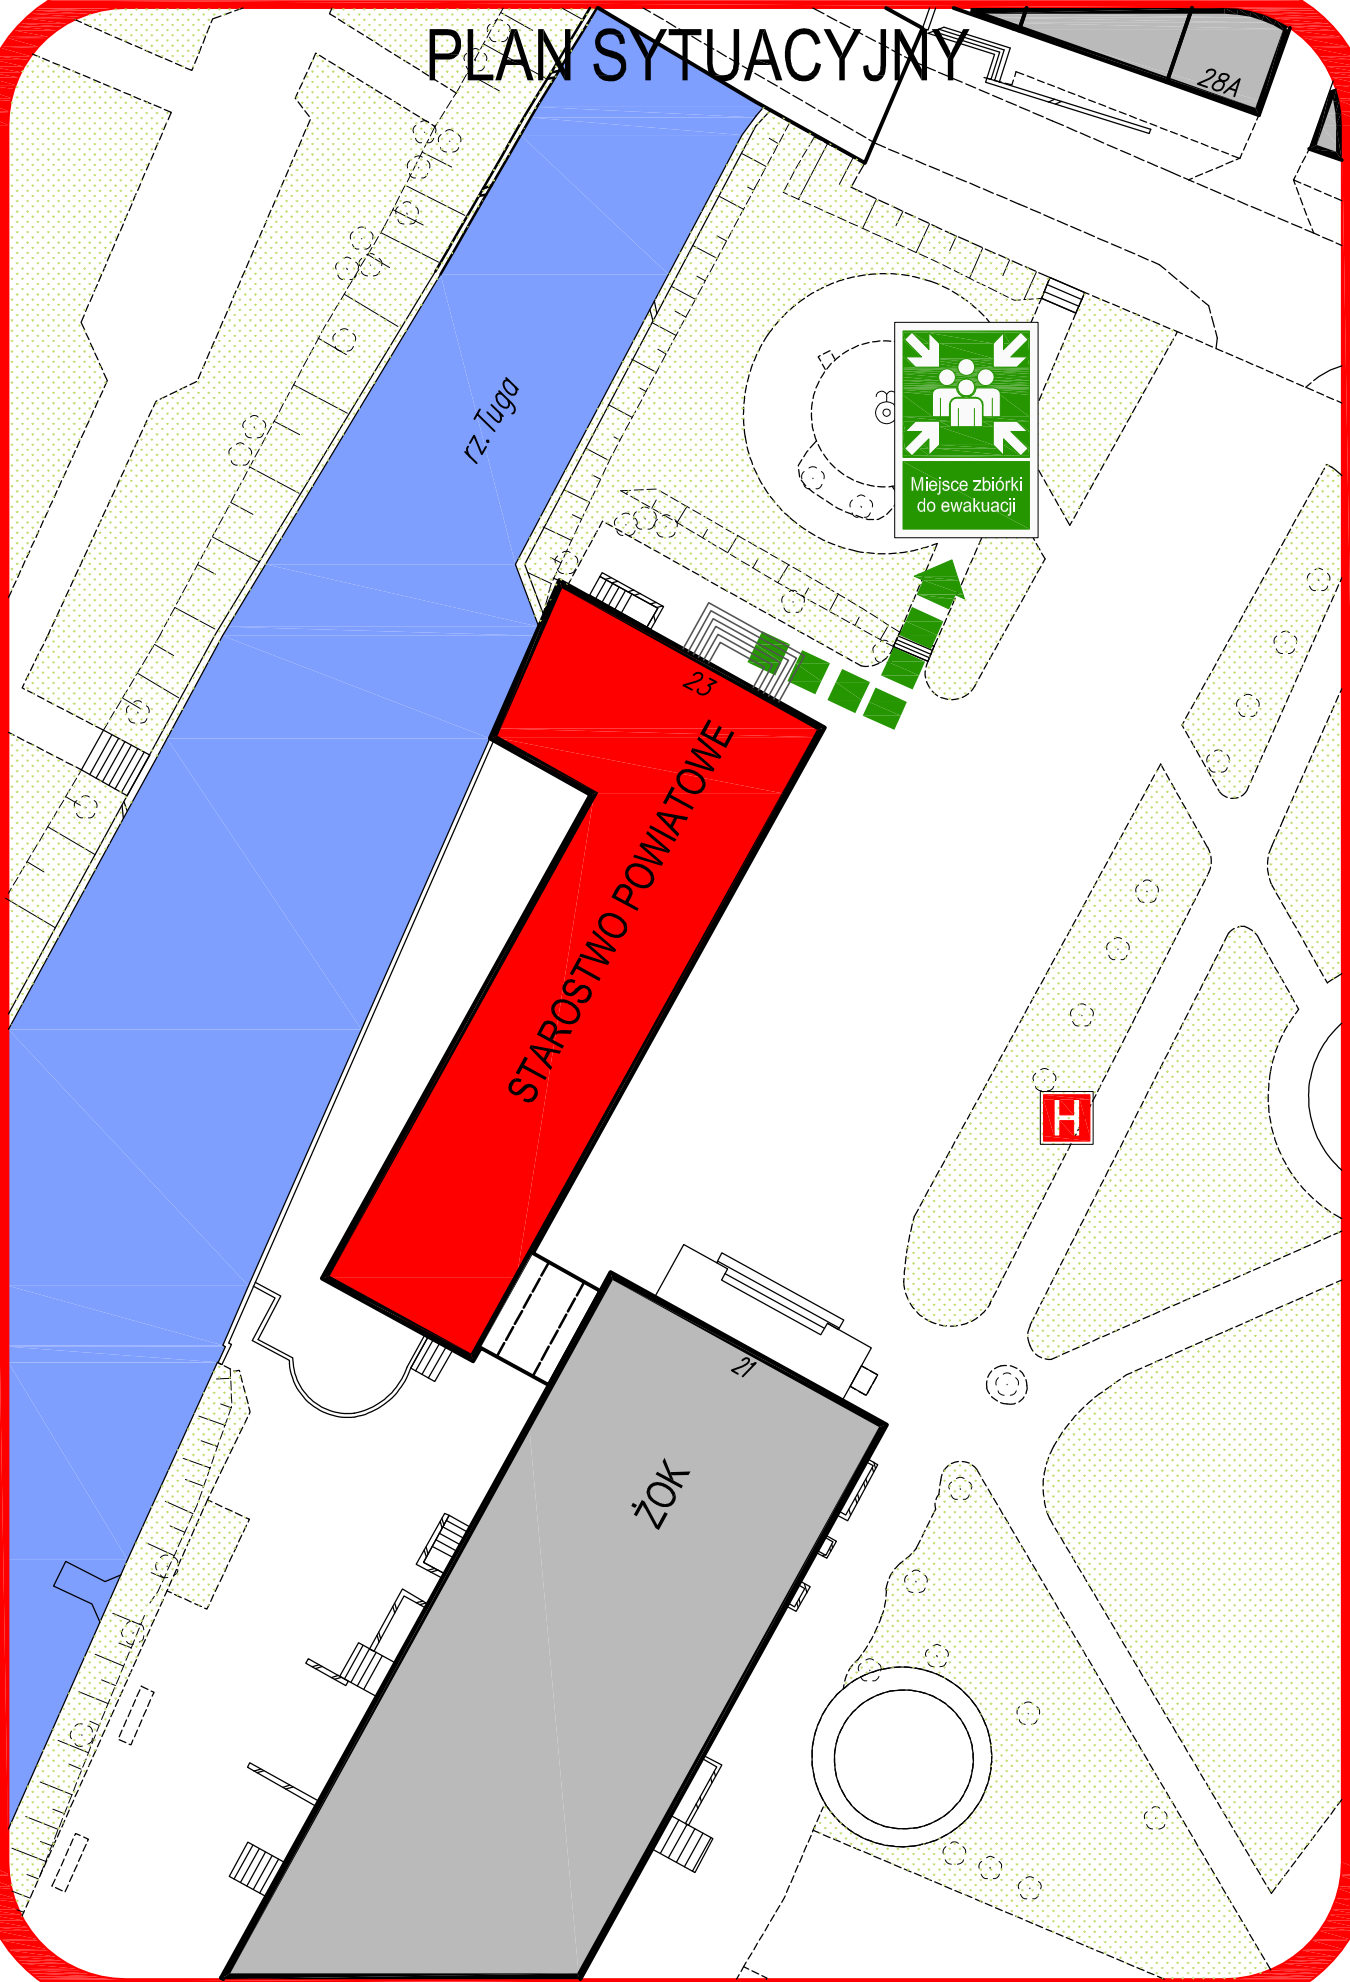 PLAN SYTUACYJNY
28A
rz. Tuga
Miejsce zbiórki
do ewakuacji
23
STAROSTWO POWIATOWE
H
21
ŻOK